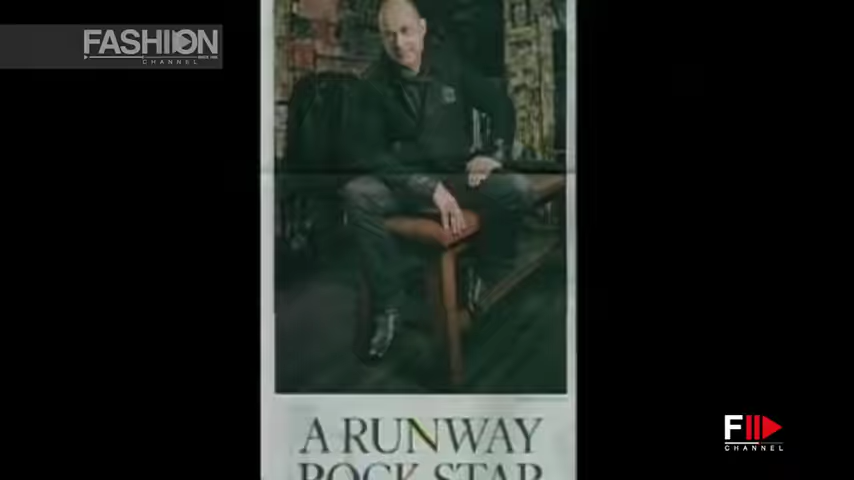 FASHION
CHANNEL
A RUNWAY
ROCK STAR
F
CHANNEL